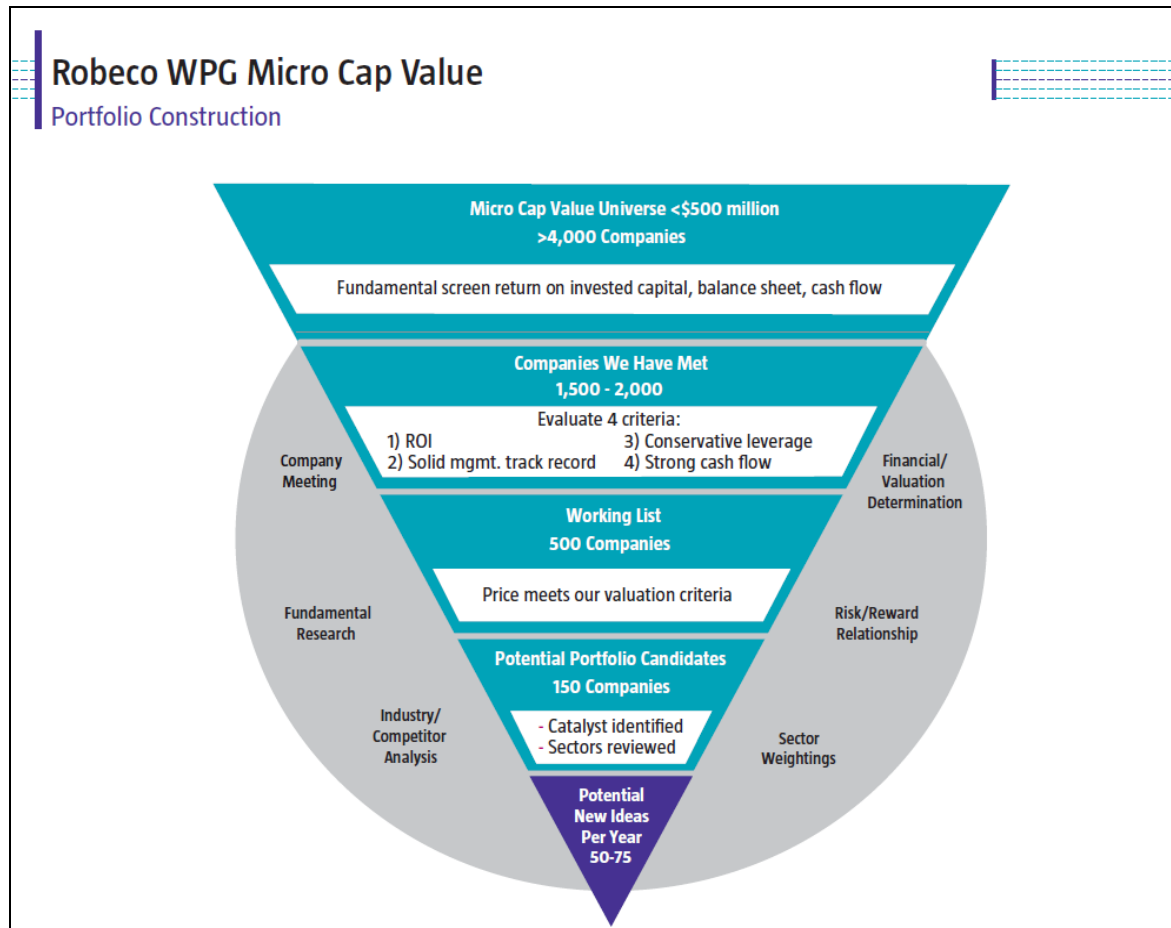 Robeco WPG Micro Cap Value
Portfolio Construction
Micro Cap Value Universe <$500 million
>4,000 Companies
Fundamental screen return on invested capital, balance sheet, cash flow
Companies We Have Met
1,500 - 2,000
Evaluate 4 criteria:
1) ROI
2) Solid mgmt. track record
3) Conservative leverage
4) Strong cash flow
Company
Meeting
Financial/
Valuation
Determination
Working List
500 Companies
Price meets our valuation criteria
Fundamental
Research
Risk/Reward
Relationship
Potential Portfolio Candidates
150 Companies
- Catalyst identified
- Sectors reviewed
Industry/
Competitor
Analysis
Sector
Weightings
Potential
New Ideas
Per Year
50-75